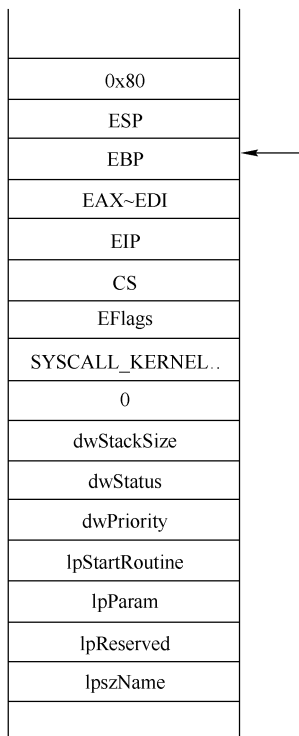 0x80
ESP
EBP
EAX~EDI
EIP
CS
EFlags
SYSCALL_KERNEL..
0
dwStackSize
dwStatus
dwPriority
lpStartRoutine
lpParam
lpReserved
lpszName